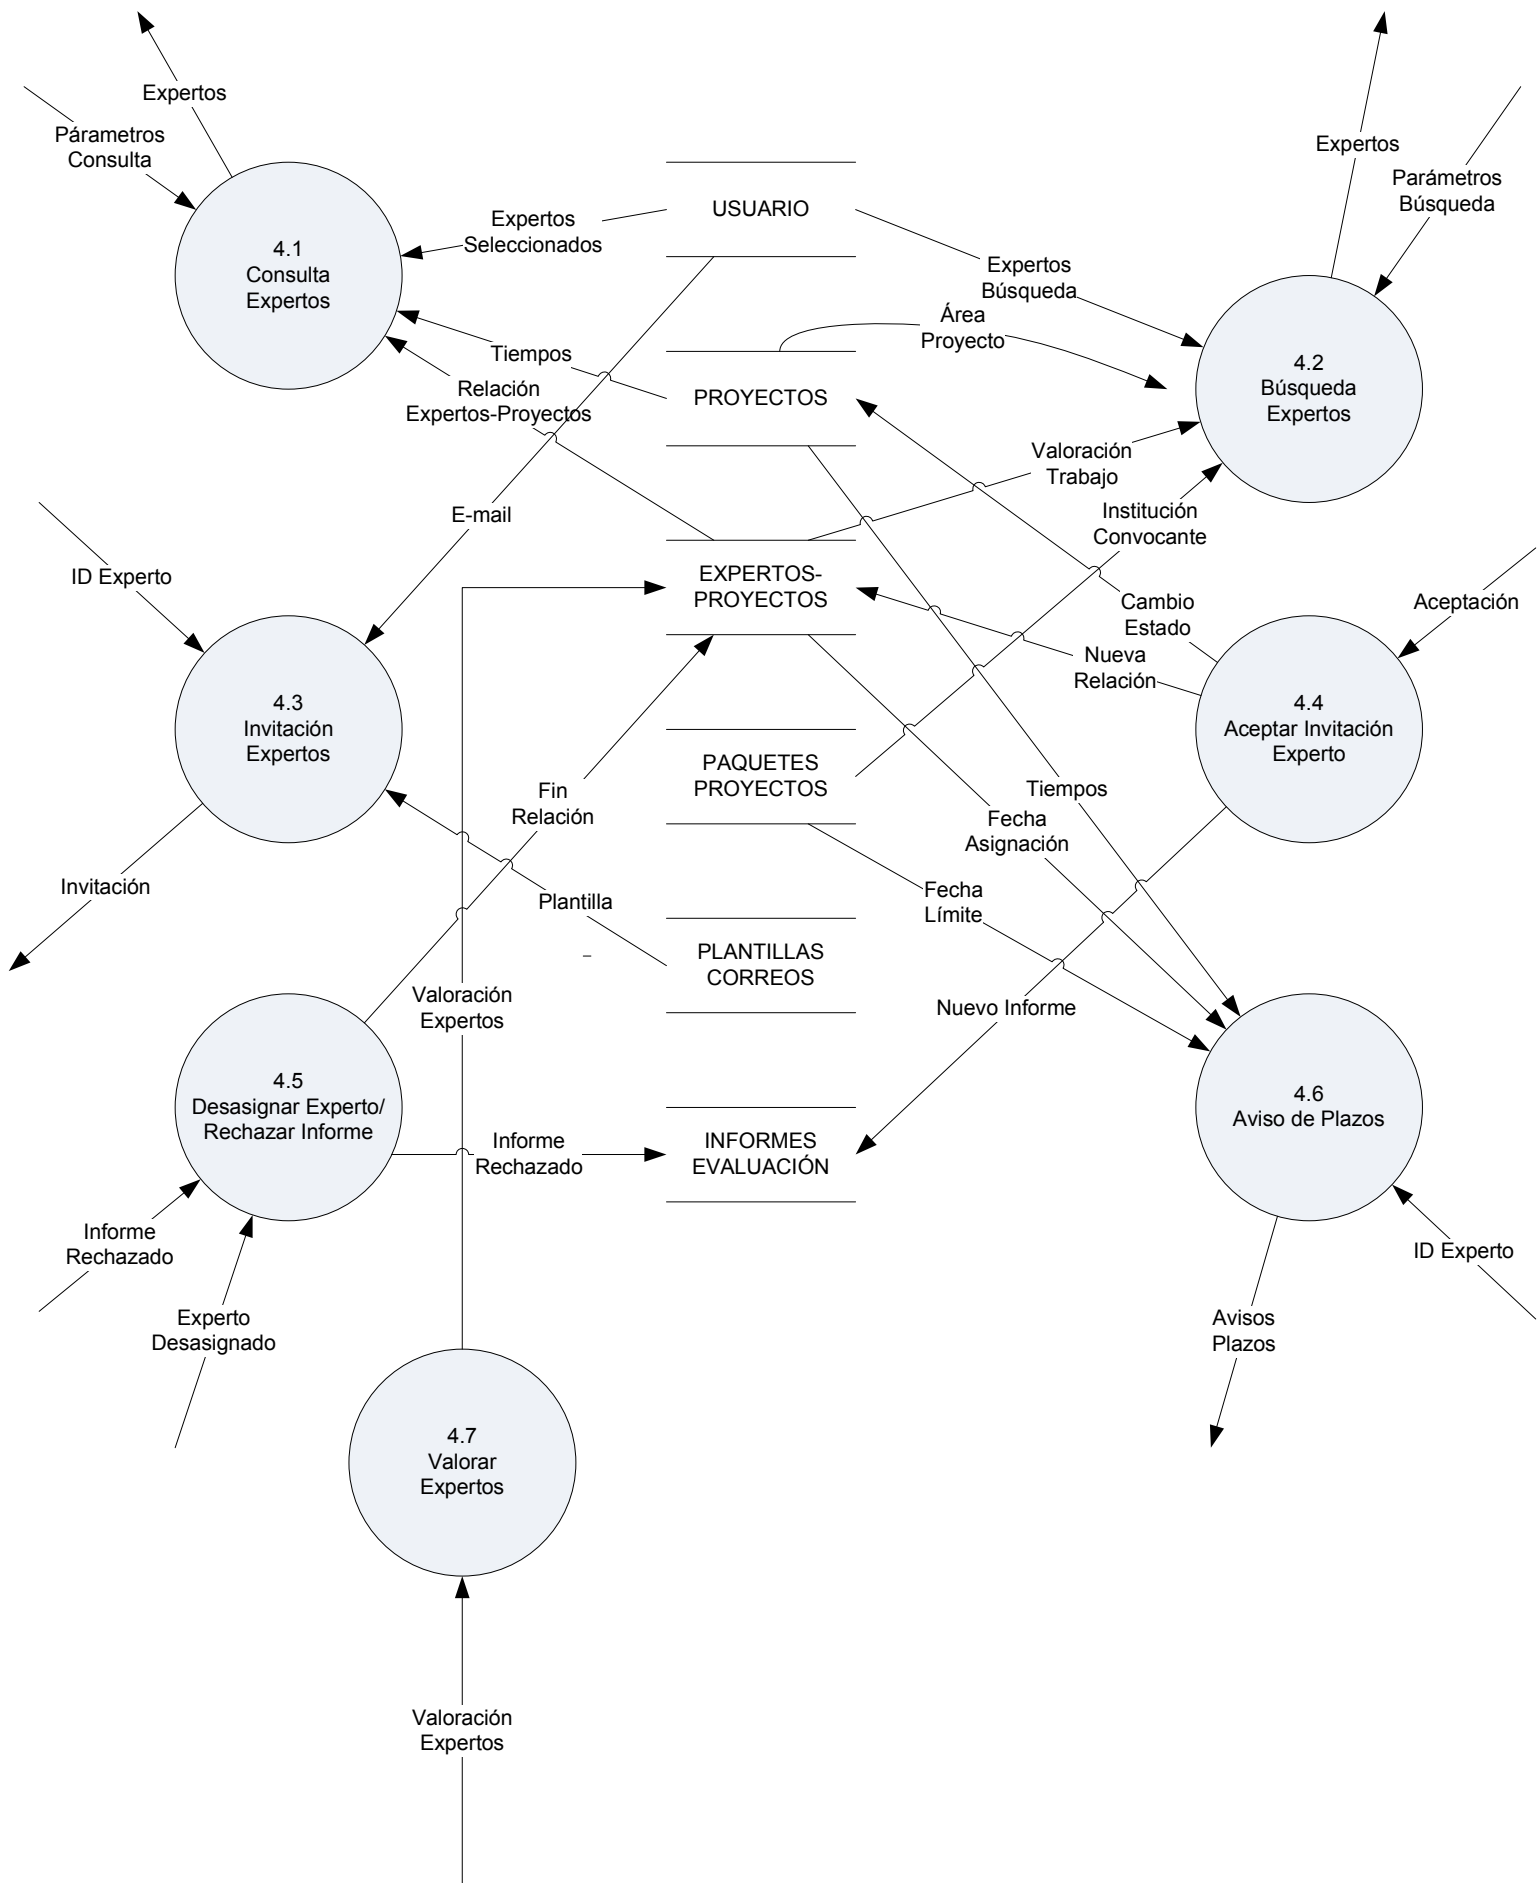 Expertos
Párametros
Consulta
4.1
Consulta
Expertos
Expertos
Seleccionados
USUARIO
Expertos
Búsqueda
Expertos
Parámetros
Búsqueda
Área
Proyecto
4.2
Búsqueda
Expertos
Tiempos
Relación
Expertos-Proyectos
PROYECTOS
Valoración
Trabajo
Institución
Convocante
E-mail
ID Experto
EXPERTOS-
PROYECTOS
Cambio
Estado
Nueva
Relación
Aceptación
4.3
Invitación
Expertos
4.4
Aceptar Invitación
Experto
PAQUETES
PROYECTOS
Fin
Relación
Tiempos
Fecha
Asignación
Invitación
Plantilla
Fecha
Límite
PLANTILLAS
CORREOS
Valoración
Expertos
Nuevo Informe
4.5
Desasignar Experto/
Rechazar Informe
4.6
Aviso de Plazos
Informe
Rechazado
INFORMES
EVALUACIÓN
Informe
Rechazado
ID Experto
Experto
Desasignado
Avisos
Plazos
4.7
Valorar
Expertos
Valoración
Expertos